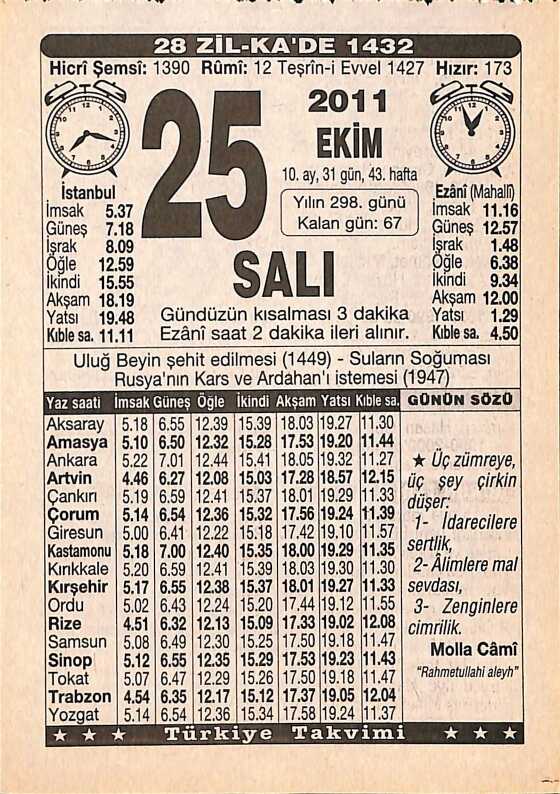 28 ZİL-KA'DE 1432
Hicrî Şemsî: 1390 Rûmî: 12 Teşrîn-i Evvel 1427 Hızır: 173
25
2011
EKİM
10. ay, 31 gün, 43. hafta
Yılın 298. günü
Kalan gün: 67
SALI
Gündüzün kısalması 3 dakika
Ezânî saat 2 dakika ileri alınır.
İstanbul
İmsak 5.37
Güneş 7.18
İşrak 8.09
Öğle 12.59
İkindi 15.55
Akşam 18.19
Yatsı 19.48
Kıble sa. 11.11
Ezânî (Mahallî)
İmsak 11.16
Güneş 12.57
İşrak 1.48
Öğle 6.38
İkindi 9.34
Akşam 12.00
Yatsı 1.29
Kıble sa. 4.50
Uluğ Beyin şehit edilmesi (1449) - Suların Soğuması
Rusya'nın Kars ve Ardahan'ı istemesi (1947)
Yaz saati İmsak Güneş Öğle İkindi Akşam Yatsı Kıble sa.
Aksaray 5.18 6.55 12.39 15.39 18.03 19.27 11.30
Amasya 5.10 6.50 12.32 15.28 17.53 19.20 11.44
Ankara 5.22 7.01 12.44 15.41 18.05 19.32 11.27
Artvin 4.46 6.27 12.08 15.03 17.28 18.57 12.15
Çankırı 5.19 6.59 12.41 15.37 18.01 19.29 11.33
Çorum 5.14 6.54 12.36 15.32 17.56 19.24 11.39
Giresun 5.00 6.41 12.22 15.18 17.42 19.10 11.57
Kastamonu 5.18 7.00 12.40 15.35 18.00 19.29 11.35
Kırıkkale 5.20 6.59 12.41 15.39 18.03 19.30 11.30
Kırşehir 5.17 6.55 12.38 15.37 18.01 19.27 11.33
Ordu 5.02 6.43 12.24 15.20 17.44 19.12 11.55
Rize 4.51 6.32 12.13 15.09 17.33 19.02 12.08
Samsun 5.08 6.49 12.30 15.25 17.50 19.18 11.47
Sinop 5.12 6.55 12.35 15.29 17.53 19.23 11.43
Tokat 5.07 6.47 12.29 15.26 17.50 19.18 11.47
Trabzon 4.54 6.35 12.17 15.12 17.37 19.05 12.04
Yozgat 5.14 6.54 12.36 15.34 17.58 19.24 11.37
GÜNÜN SÖZÜ
★ Üç zümreye,
üç şey çirkin
düşer:
1- İdarecilere
sertlik,
2- Âlimlere mal
sevdası,
3- Zenginlere
cimrilik.
Molla Câmî
"Rahmetullahi aleyh"
★ ★ ★ Türkiye Takvimi ★ ★ ★